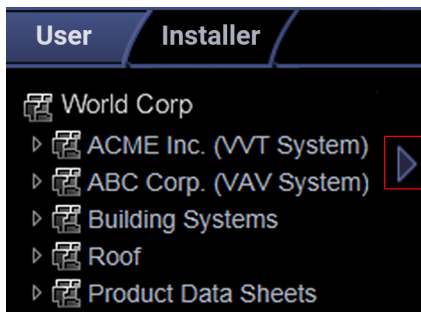 User
Installer
World Corp
ACME Inc. (VVT System)
ABC Corp. (VAV System)
Building Systems
Roof
Product Data Sheets